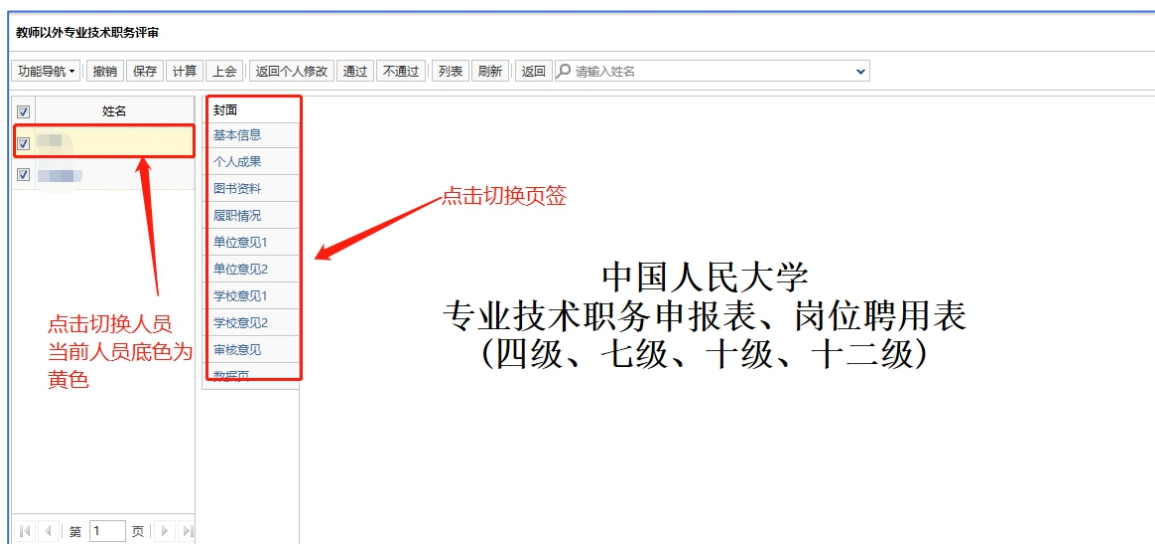 教师以外专业技术职务评审
功能导航 撤销 保存 计算 上会 返回个人修改 通过 不通过 列表 刷新 返回 请输入姓名
姓名
封面
基本信息
个人成果
图书资料
履职情况
单位意见1
单位意见2
学校意见1
学校意见2
审核意见
数据页
点击切换页签
点击切换人员
当前人员底色为
黄色
中国人民大学
专业技术职务申报表、岗位聘用表
（四级、七级、十级、十二级）
第 1 页